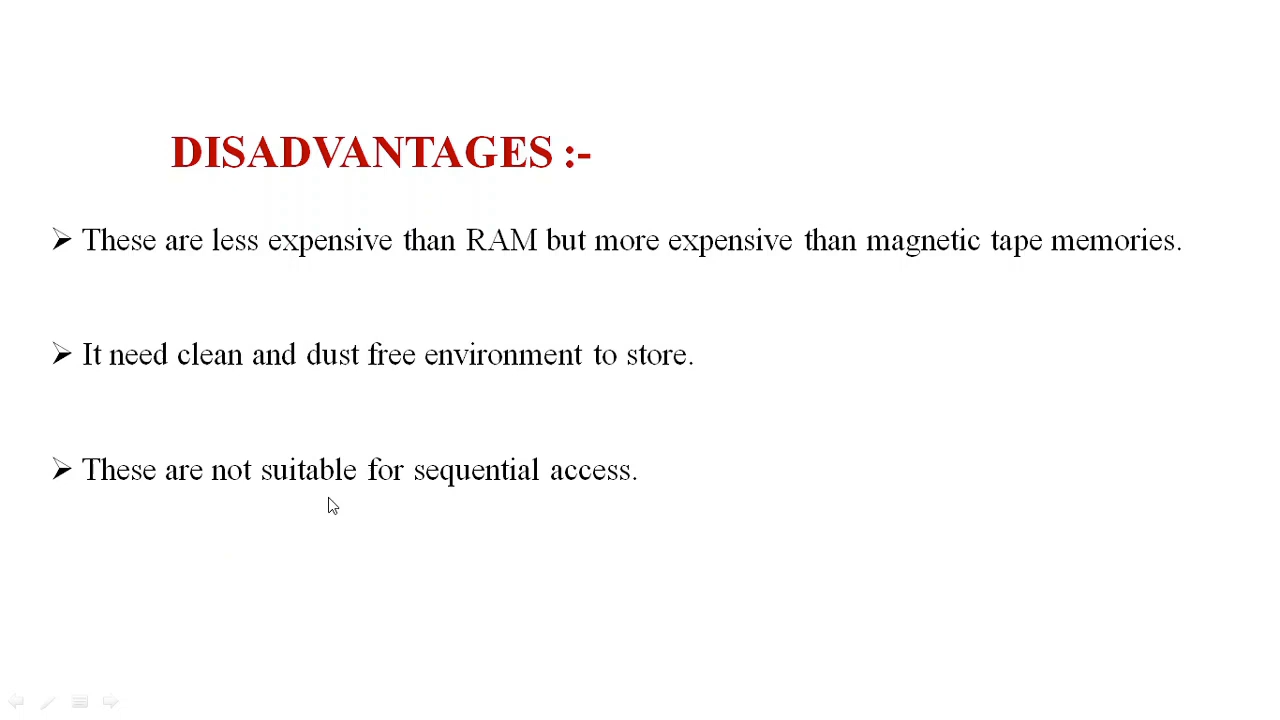 DISADVANTAGES :-
➢ These are less expensive than RAM but more expensive than magnetic tape memories.
➢ It need clean and dust free environment to store.
➢ These are not suitable for sequential access.